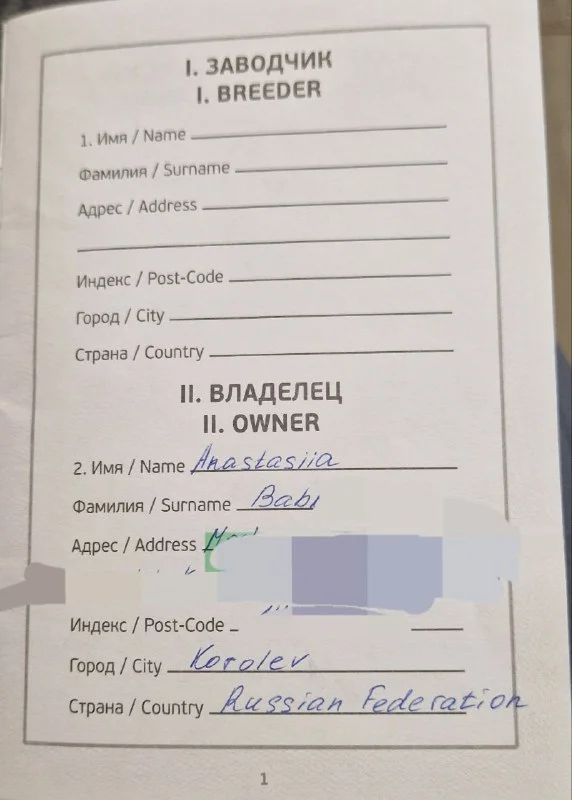 I. ЗАВОДЧИК
I. BREEDER
1. Имя / Name
Фамилия / Surname
Адрес / Address
Индекс / Post-Code
Город / City
Страна / Country
II. ВЛАДЕЛЕЦ
II. OWNER
2. Имя / Name Anastasiia
Фамилия / Surname
Адрес / Address
Индекс / Post-Code
Город / City Korolev
Страна / Country Russian Federation
1